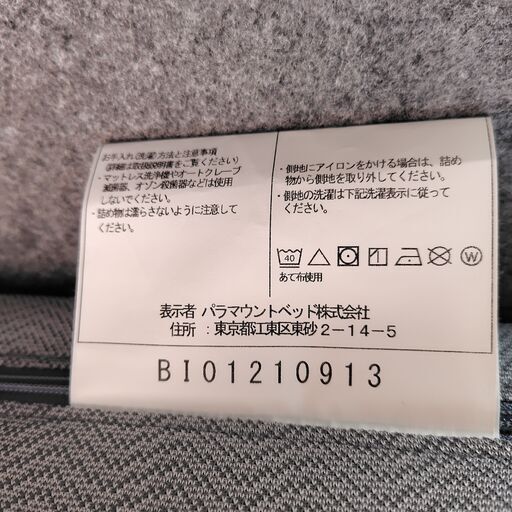 お手入れ（洗濯）方法と注意事項
（詳細は取扱説明書をご覧ください）
・マットレス洗浄機やオートクレーブ
滅菌器、オゾン殺菌器などは使用
しないでください。
・詰め物は濡らさないように注意して
ください。
・側地にアイロンをかける場合は、詰め
物から側地を取り外してください。
・側地の洗濯は下記洗濯表示に従って
ください。
40
W
あて布使用
表示者 パラマウントベッド株式会社
住所 ：東京都江東区東砂2-14-5
BI01210913